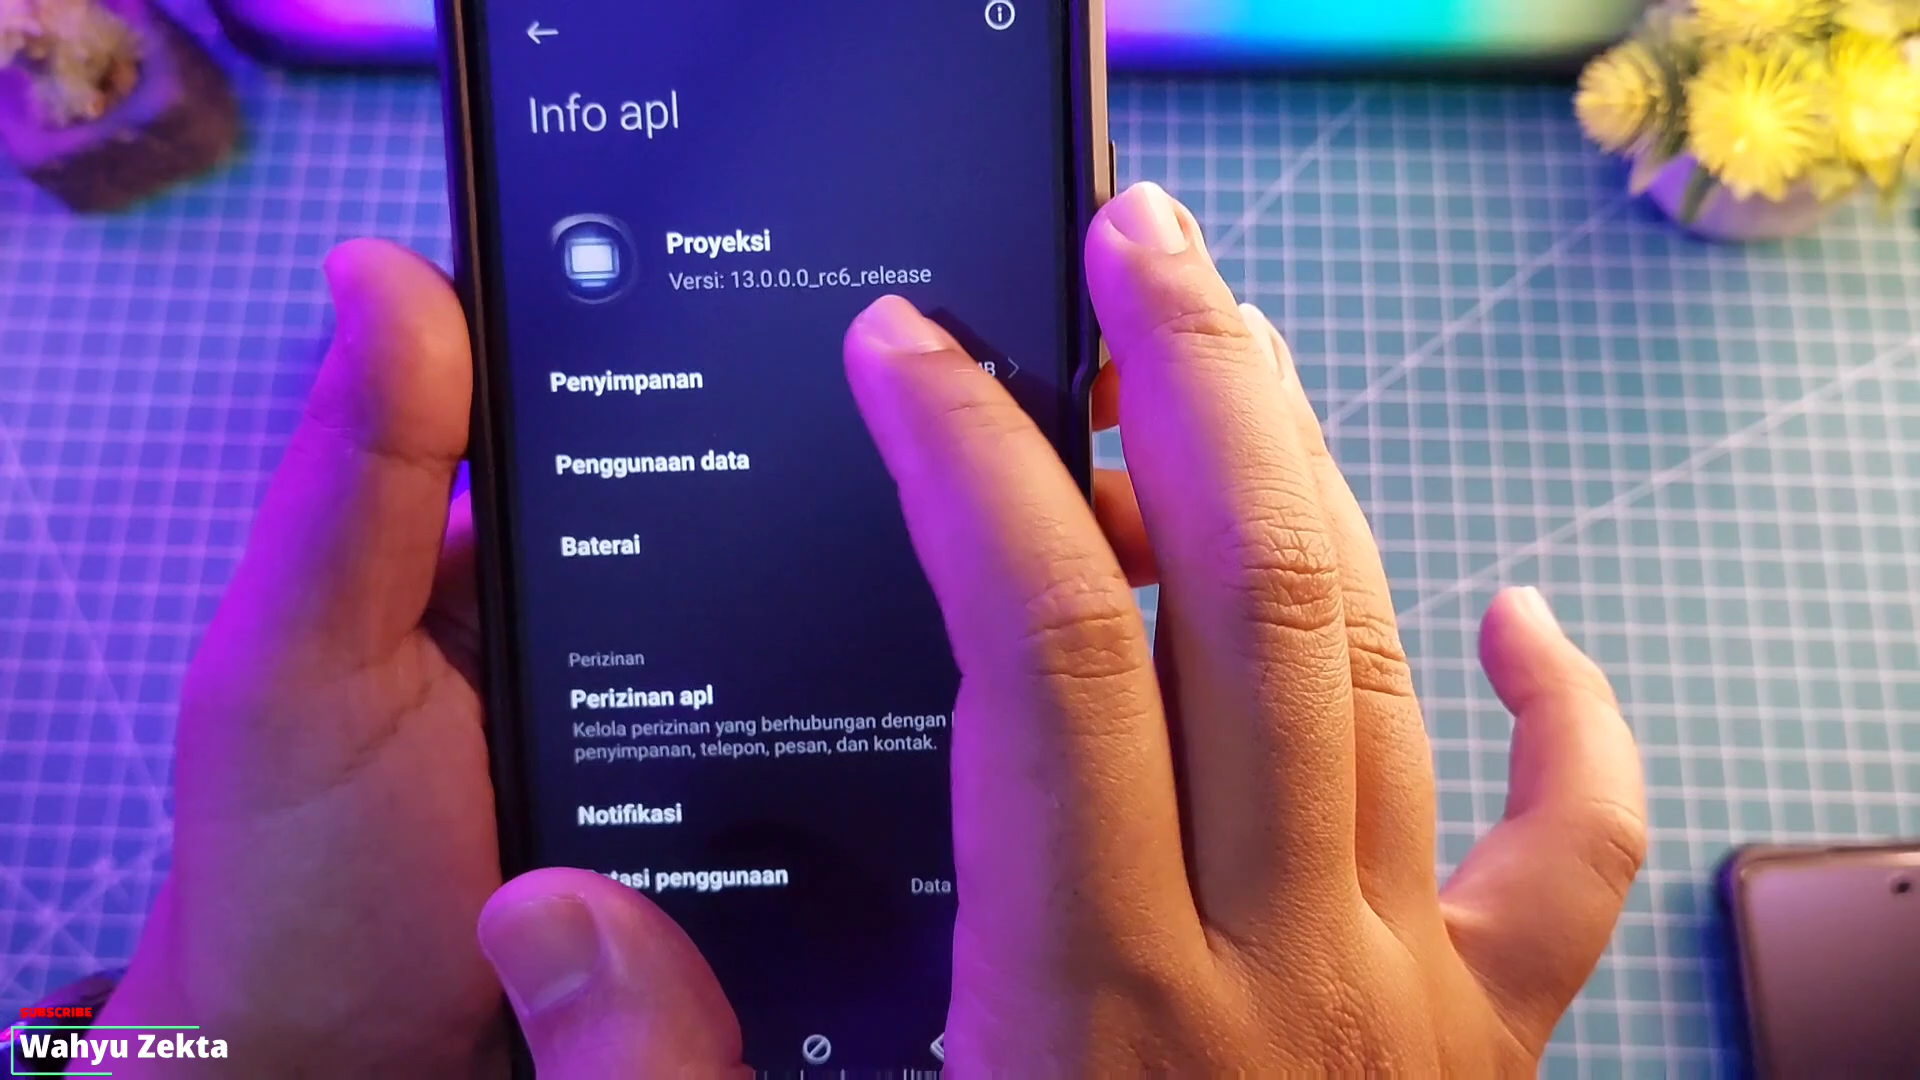 Info apl
Proyeksi
Versi: 13.0.0.0_rc6_release
Penyimpanan
Penggunaan data
Baterai
Perizinan
Perizinan apl
Kelola perizinan yang berhubungan dengan
penyimpanan, telepon, pesan, dan kontak.
Notifikasi
penggunaan
Data
SUBSCRIBE
Wahyu Zekta